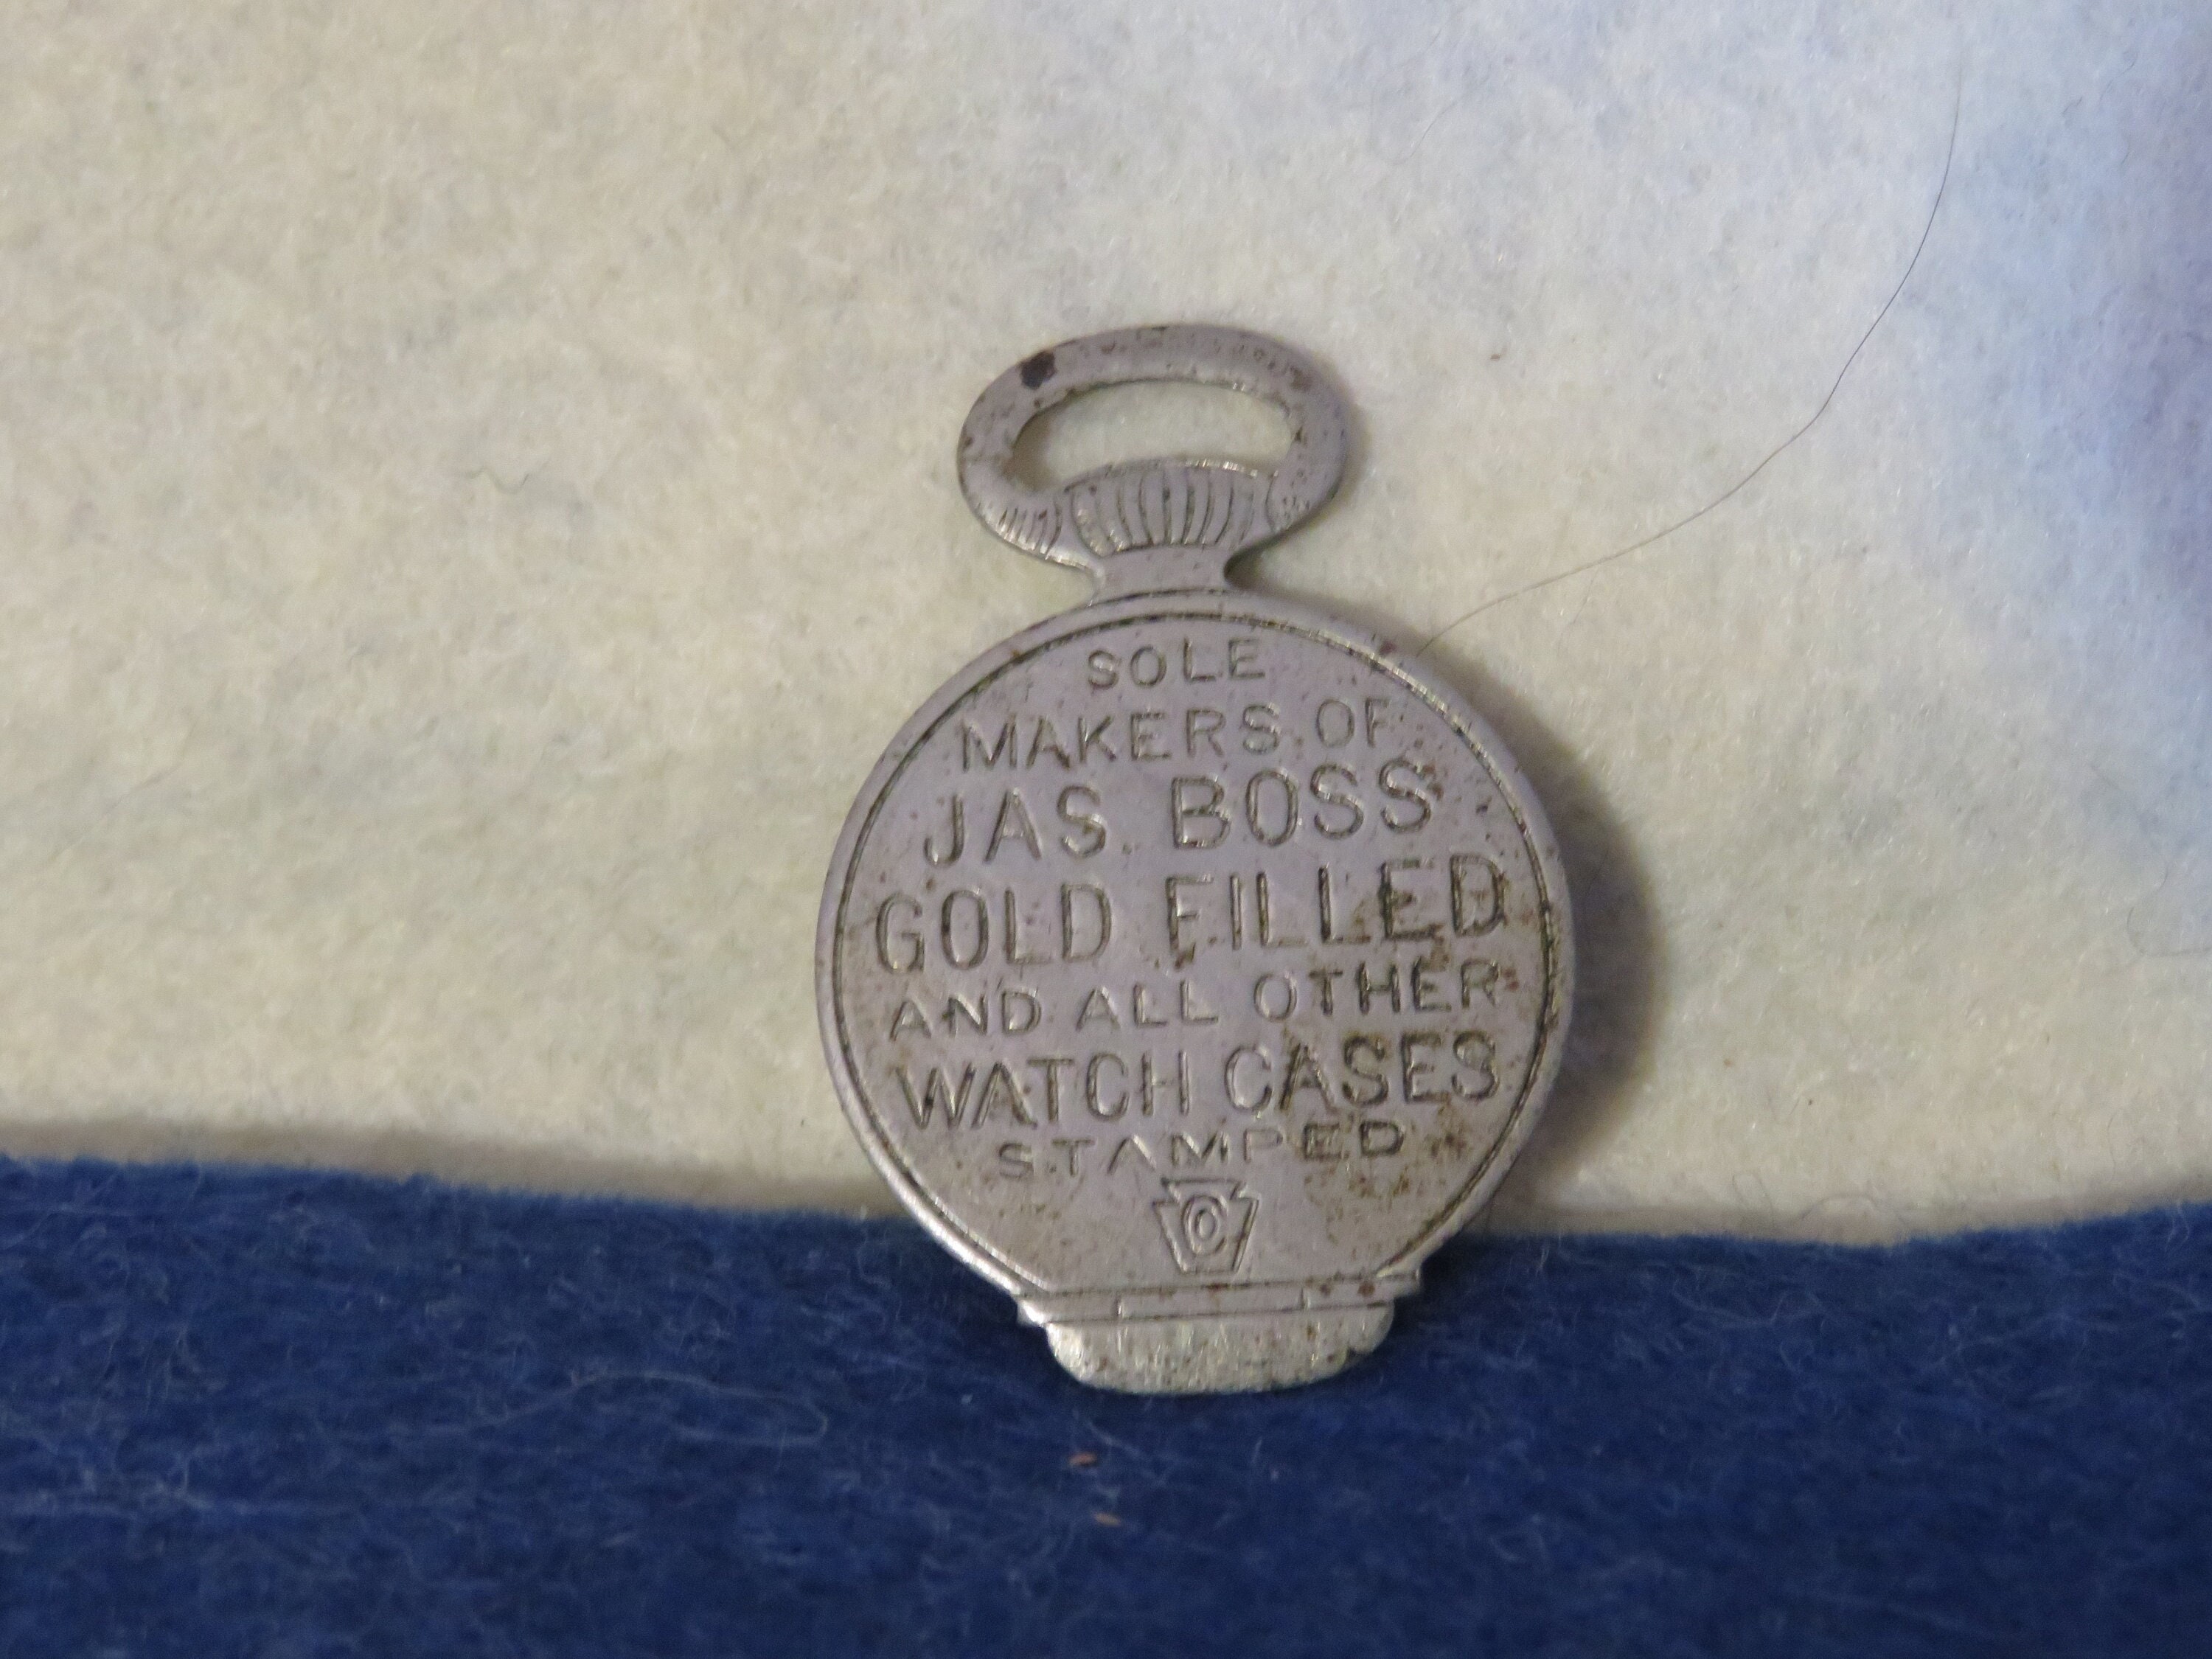 SOLE
MAKERS OF
JAS. BOSS
GOLD FILLED
AND ALL OTHER
WATCH CASES
STAMPED
O